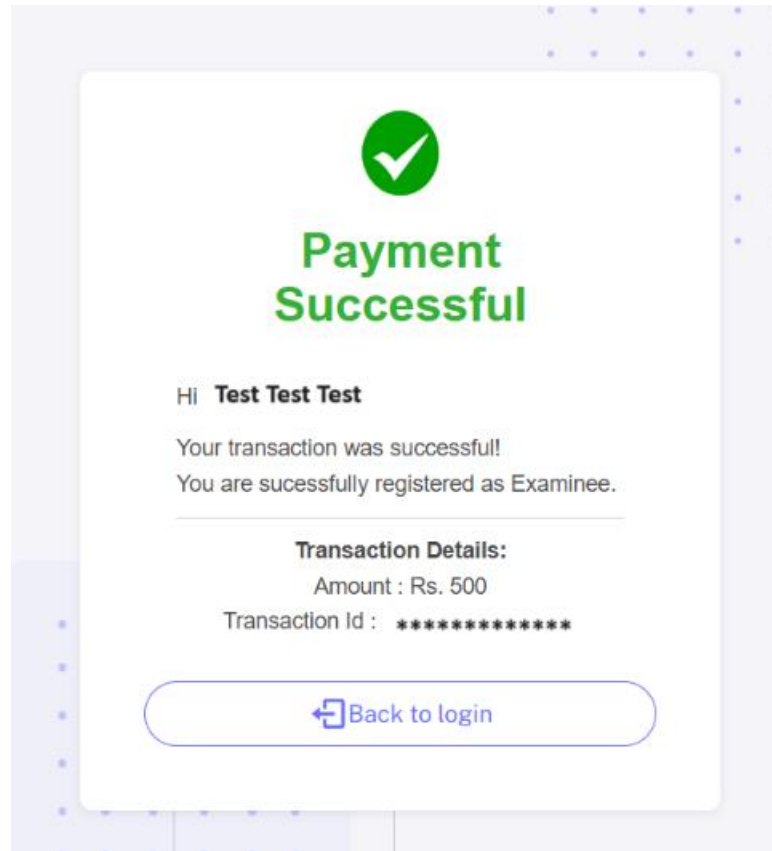 Payment
Successful
Hi Test Test Test
Your transaction was successful!
You are sucessfully registered as Examinee.
Transaction Details:
Amount : Rs. 500
Transaction Id : *************
Back to login